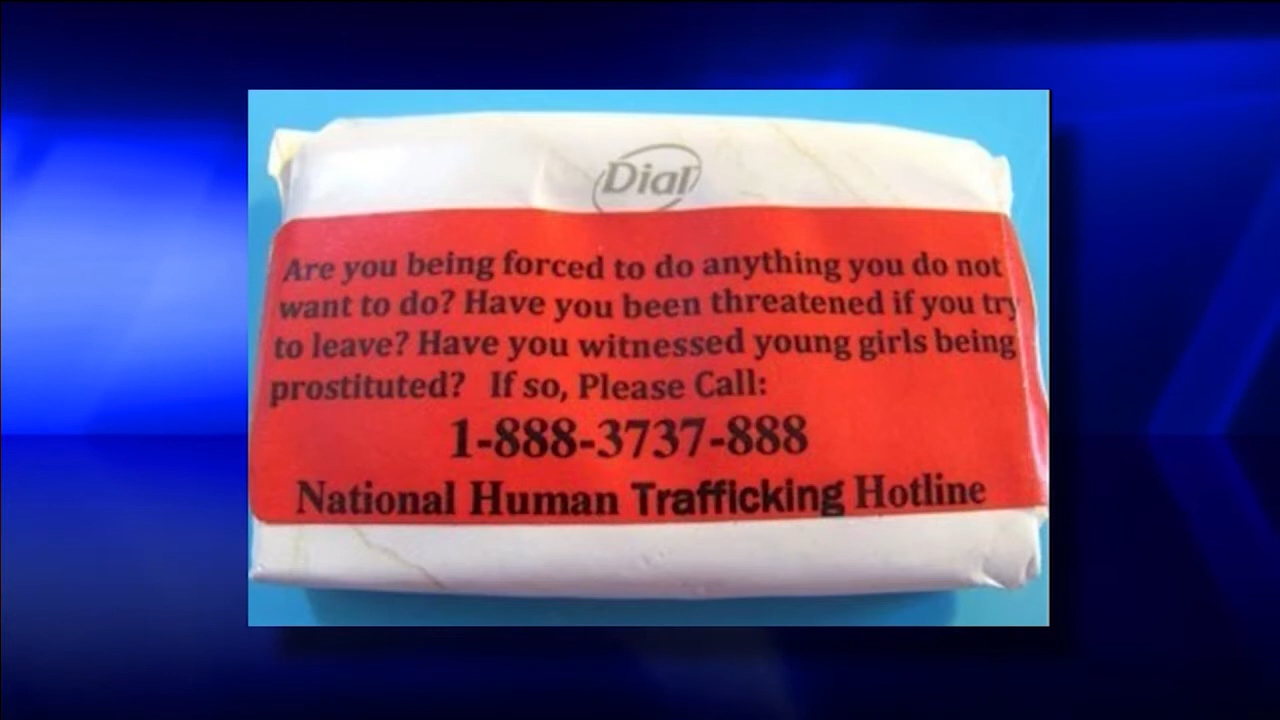 Dial
Are you being forced to do anything you do not
want to do? Have you been threatened if you try
to leave? Have you witnessed young girls being
prostituted? If so, Please Call:
1-888-3737-888
National Human Trafficking Hotline